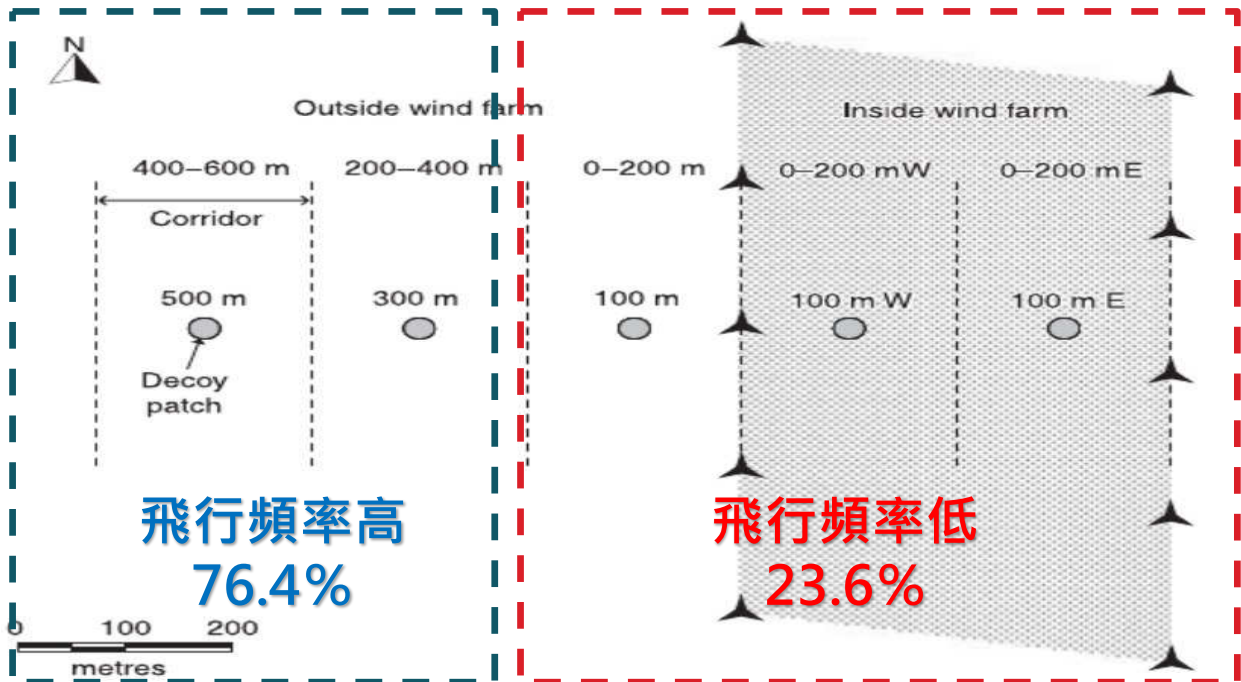 N
Outside wind farm
Inside wind farm
400–600 m
200–400 m
0–200 m
0–200 mW
0–200 mE
Corridor
500 m
300 m
100 m
100 m W
100 m E
Decoy
patch
飛行頻率高
76.4%
飛行頻率低
23.6%
0 100 200
metres